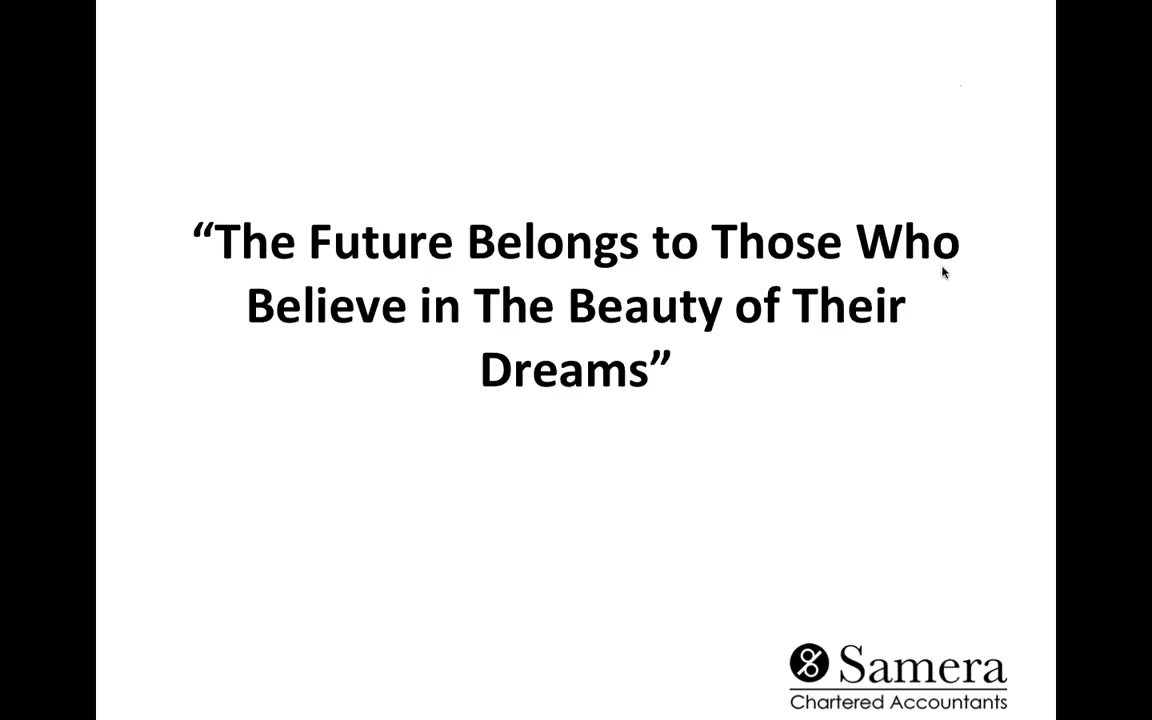 “The Future Belongs to Those Who
Believe in The Beauty of Their
Dreams”
Samera
Chartered Accountants